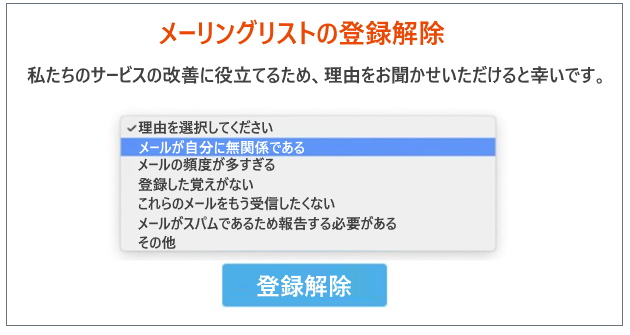 メーリングリストの登録解除
私たちのサービスの改善に役立てるため、理由をお聞かせいただけると幸いです。
✓理由を選択してください
メールが自分に無関係である
メールの頻度が多すぎる
登録した覚えがない
これらのメールをもう受信したくない
メールがスパムであるため報告する必要がある
その他
登録解除